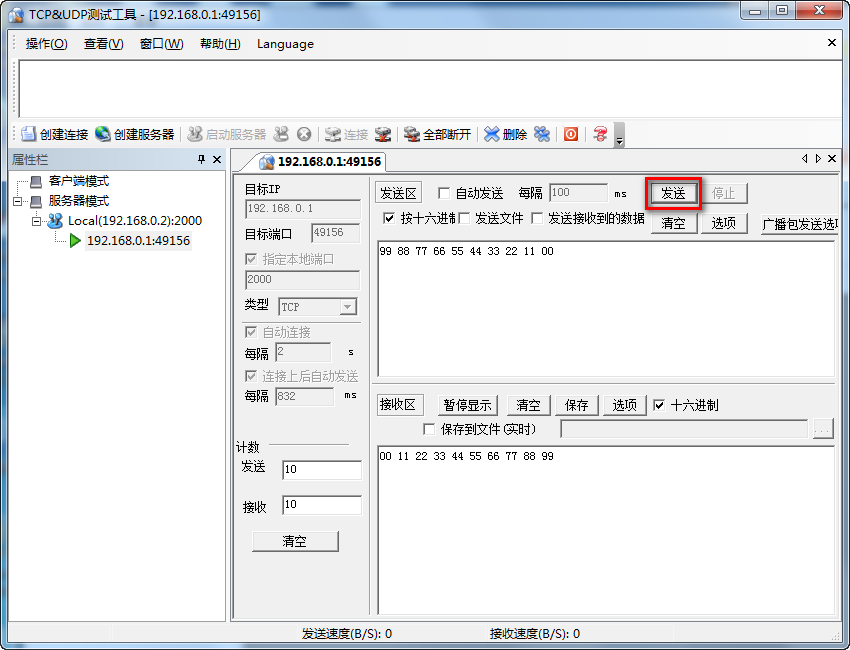 TCP&UDP测试工具 - [192.168.0.1:49156]
操作(O) 查看(V) 窗口(W) 帮助(H) Language
创建连接 创建服务器 启动服务器 连接 全部断开 删除
属性栏
客户端模式
服务器模式
Local(192.168.0.2):2000
192.168.0.1:49156
192.168.0.1:49156
目标IP
192.168.0.1
目标端口 49156
指定本地端口
2000
类型 TCP
自动连接
每隔 2 s
连接上后自动发送
每隔 832 ms
计数
发送 10
接收 10
清空
发送区 自动发送 每隔 100 ms 发送 停止
按十六进制 发送文件 发送接收到的数据 清空 选项 广播包发送选
99 88 77 66 55 44 33 22 11 00
接收区 暂停显示 清空 保存 选项 十六进制
保存到文件(实时) ...
00 11 22 33 44 55 66 77 88 99
发送速度(B/S): 0 接收速度(B/S): 0